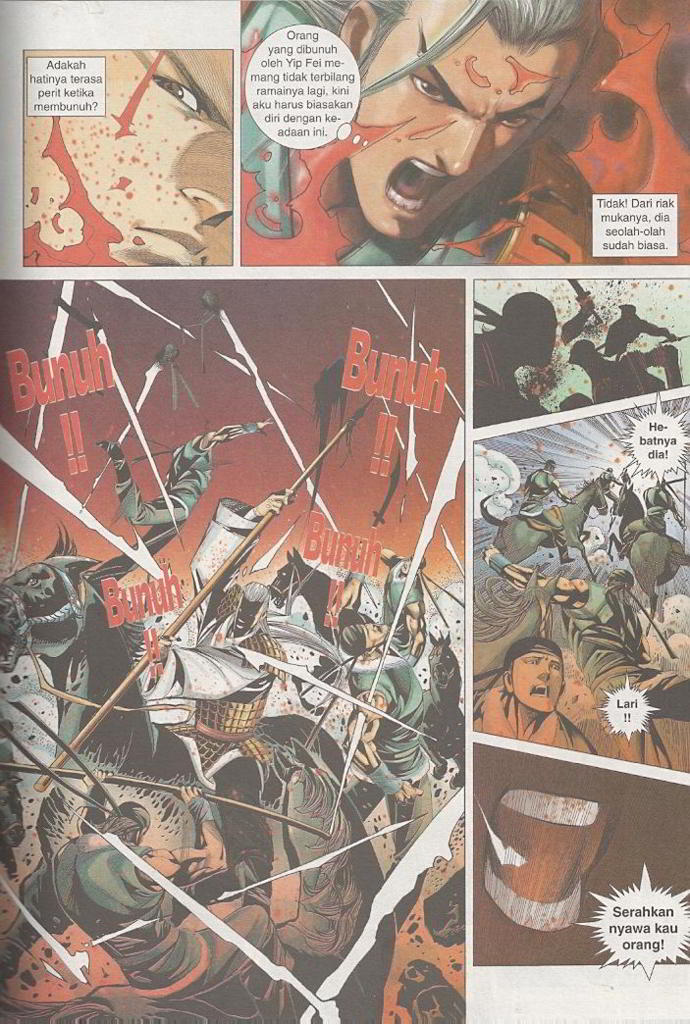 Adakah
hatinya terasa
perit ketika
membunuh?
Orang
yang dibunuh
oleh Yip Fei me-
mang tidak terbilang
ramainya lagi, kini
aku harus biasakan
diri dengan ke-
adaan ini.
Tidak! Dari riak
mukanya, dia
seolah-olah
sudah biasa.
Bunuh
!!
Bunuh
!!
Bunuh
!!
Bunuh
!!
He-
batnya
dia!
Lari
!!
Serahkan
nyawa kau
orang!